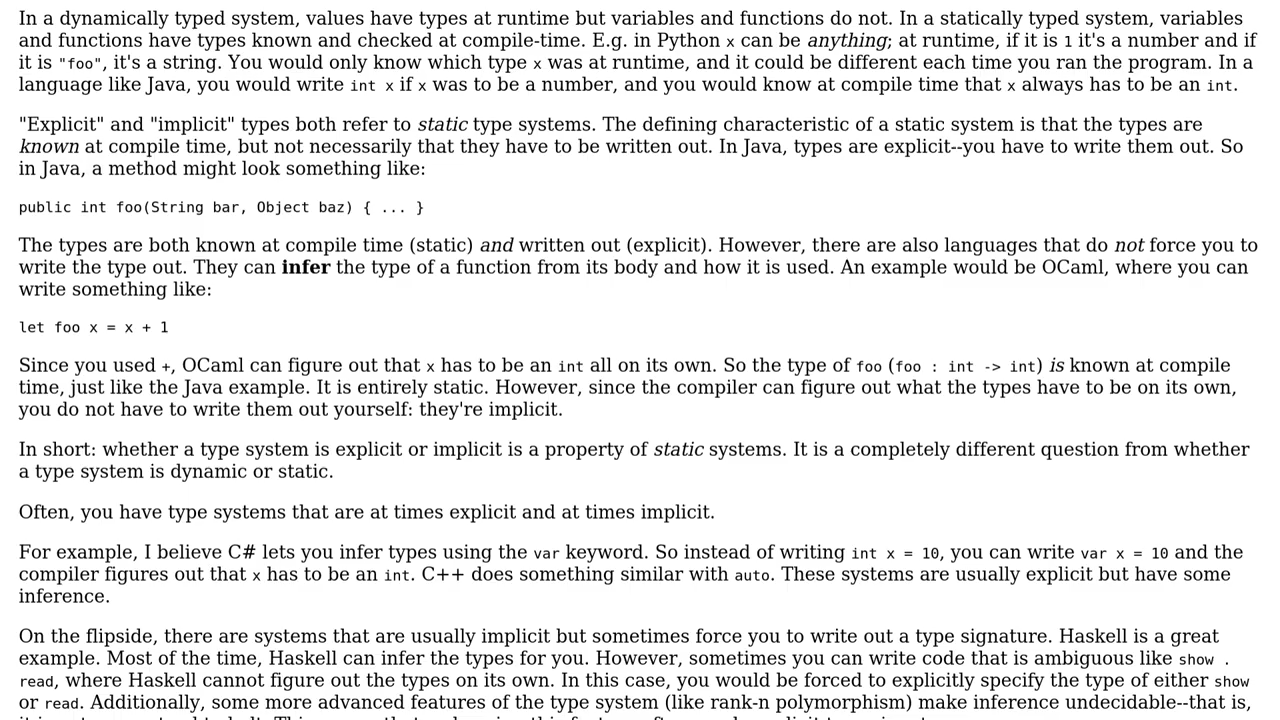 In a dynamically typed system, values have types at runtime but variables and functions do not. In a statically typed system, variables
and functions have types known and checked at compile-time. E.g. in Python x can be anything; at runtime, if it is 1 it's a number and if
it is "foo", it's a string. You would only know which type x was at runtime, and it could be different each time you ran the program. In a
language like Java, you would write int x if x was to be a number, and you would know at compile time that x always has to be an int.
"Explicit" and "implicit" types both refer to static type systems. The defining characteristic of a static system is that the types are
known at compile time, but not necessarily that they have to be written out. In Java, types are explicit--you have to write them out. So
in Java, a method might look something like:
public int foo(String bar, Object baz) { ... }
The types are both known at compile time (static) and written out (explicit). However, there are also languages that do not force you to
write the type out. They can infer the type of a function from its body and how it is used. An example would be OCaml, where you can
write something like:
let foo x = x + 1
Since you used +, OCaml can figure out that x has to be an int all on its own. So the type of foo (foo : int -> int) is known at compile
time, just like the Java example. It is entirely static. However, since the compiler can figure out what the types have to be on its own,
you do not have to write them out yourself: they're implicit.
In short: whether a type system is explicit or implicit is a property of static systems. It is a completely different question from whether
a type system is dynamic or static.
Often, you have type systems that are at times explicit and at times implicit.
For example, I believe C# lets you infer types using the var keyword. So instead of writing int x = 10, you can write var x = 10 and the
compiler figures out that x has to be an int. C++ does something similar with auto. These systems are usually explicit but have some
inference.
On the flipside, there are systems that are usually implicit but sometimes force you to write out a type signature. Haskell is a great
example. Most of the time, Haskell can infer the types for you. However, sometimes you can write code that is ambiguous like show .
read, where Haskell cannot figure out the types on its own. In this case, you would be forced to explicitly specify the type of either show
or read. Additionally, some more advanced features of the type system (like rank-n polymorphism) make inference undecidable--that is,